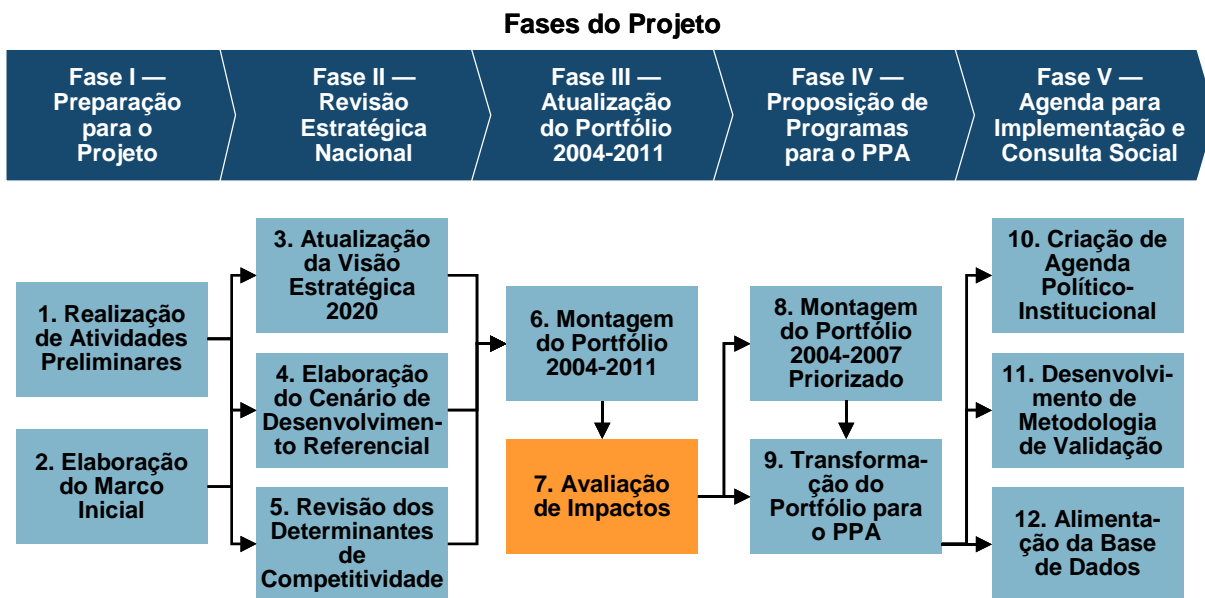 Fases do Projeto
Fase I —
Preparação
para o
Projeto
Fase II —
Revisão
Estratégica
Nacional
Fase III —
Atualização
do Portfólio
2004-2011
Fase IV —
Proposição de
Programas
para o PPA
Fase V —
Agenda para
Implementação e
Consulta Social
1. Realização
de Atividades
Preliminares
2. Elaboração
do Marco
Inicial
3. Atualização
da Visão
Estratégica
2020
4. Elaboração
do Cenário de
Desenvolvimen-
to Referencial
5. Revisão dos
Determinantes
de
Competitividade
6. Montagem
do Portfólio
2004-2011
7. Avaliação
de Impactos
8. Montagem
do Portfólio
2004-2007
Priorizado
9. Transforma-
ção do
Portfólio para
o PPA
10. Criação de
Agenda
Político-
Institucional
11. Desenvolvi-
mento de
Metodologia
de Validação
12. Alimenta-
ção da Base
de Dados